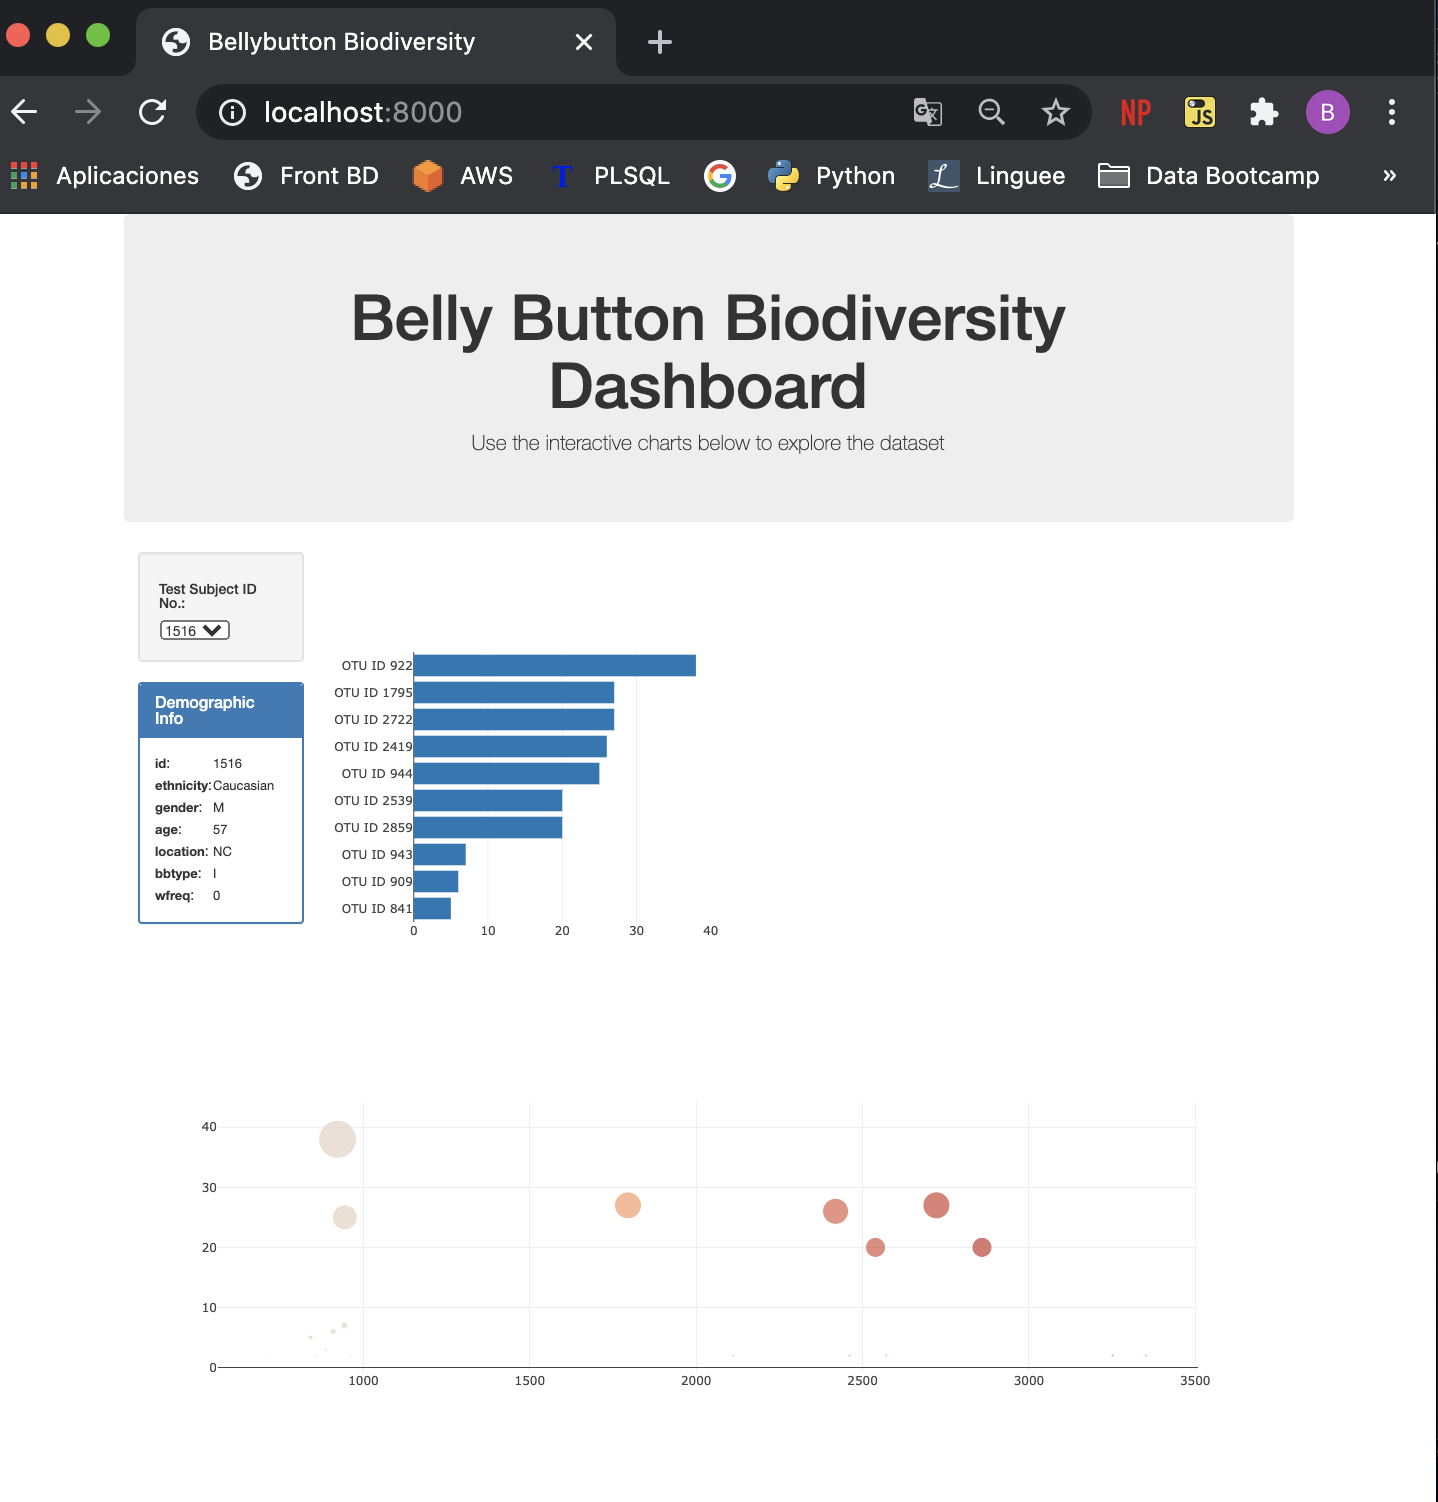 Bellybutton Biodiversity
localhost:8000
NP
JS
B
Aplicaciones
Front BD
AWS
T
PLSQL
G
Python
L
Linguee
Data Bootcamp
»
Belly Button Biodiversity
Dashboard
Use the interactive charts below to explore the dataset
Test Subject ID
No.:
1516
Demographic
Info
id: 1516
ethnicity: Caucasian
gender: M
age: 57
location: NC
bbtype: I
wfreq: 0
OTU ID 922
OTU ID 1795
OTU ID 2722
OTU ID 2419
OTU ID 944
OTU ID 2539
OTU ID 2859
OTU ID 943
OTU ID 909
OTU ID 841
0 10 20 30 40
40
30
20
10
0
1000 1500 2000 2500 3000 3500